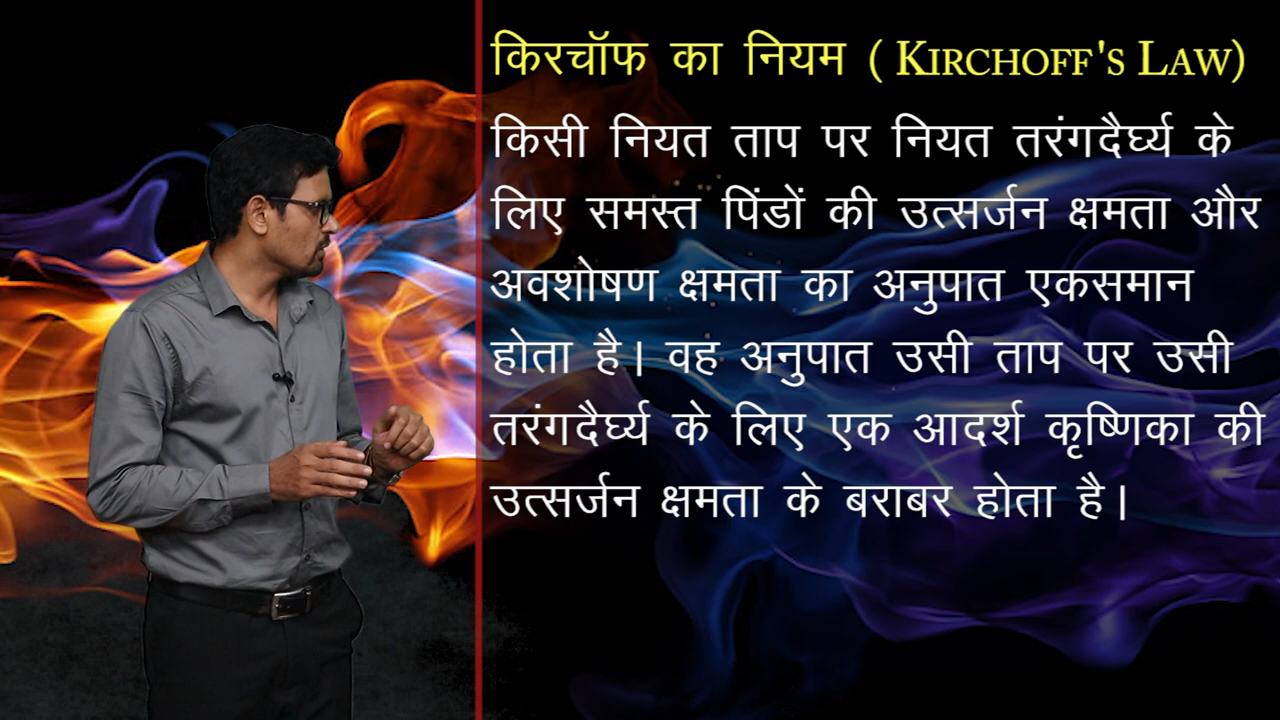 किरचॉफ का नियम ( KIRCHOFF'S LAW)
किसी नियत ताप पर नियत तरंगदैर्घ्य के
लिए समस्त पिंडों की उत्सर्जन क्षमता और
अवशोषण क्षमता का अनुपात एकसमान
होता है। वह अनुपात उसी ताप पर उसी
तरंगदैर्घ्य के लिए एक आदर्श कृष्णिका की
उत्सर्जन क्षमता के बराबर होता है।